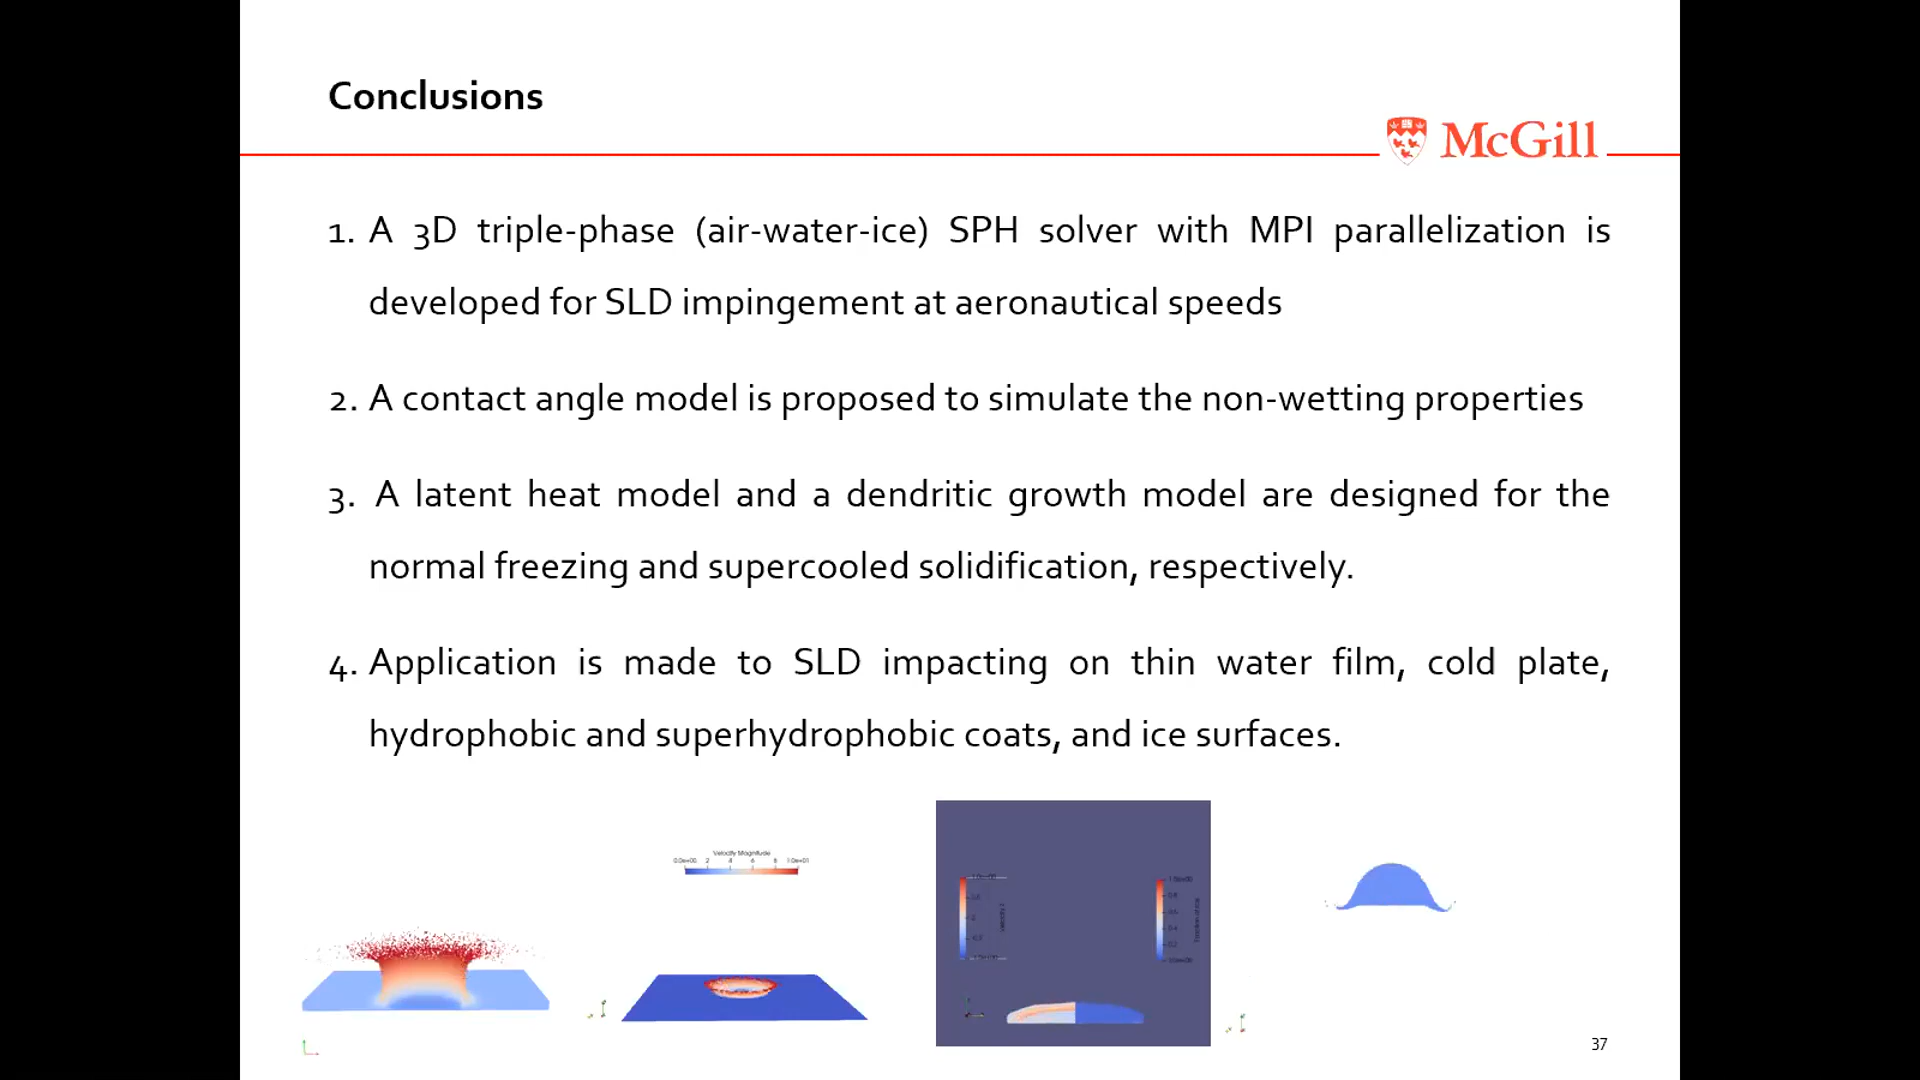 Conclusions
McGill
1. A 3D triple-phase (air-water-ice) SPH solver with MPI parallelization is
developed for SLD impingement at aeronautical speeds
2. A contact angle model is proposed to simulate the non-wetting properties
3. A latent heat model and a dendritic growth model are designed for the
normal freezing and supercooled solidification, respectively.
4. Application is made to SLD impacting on thin water film, cold plate,
hydrophobic and superhydrophobic coats, and ice surfaces.
Velocity Magnitude
0.0e+00 2 4 6 8 1.0e+01
37